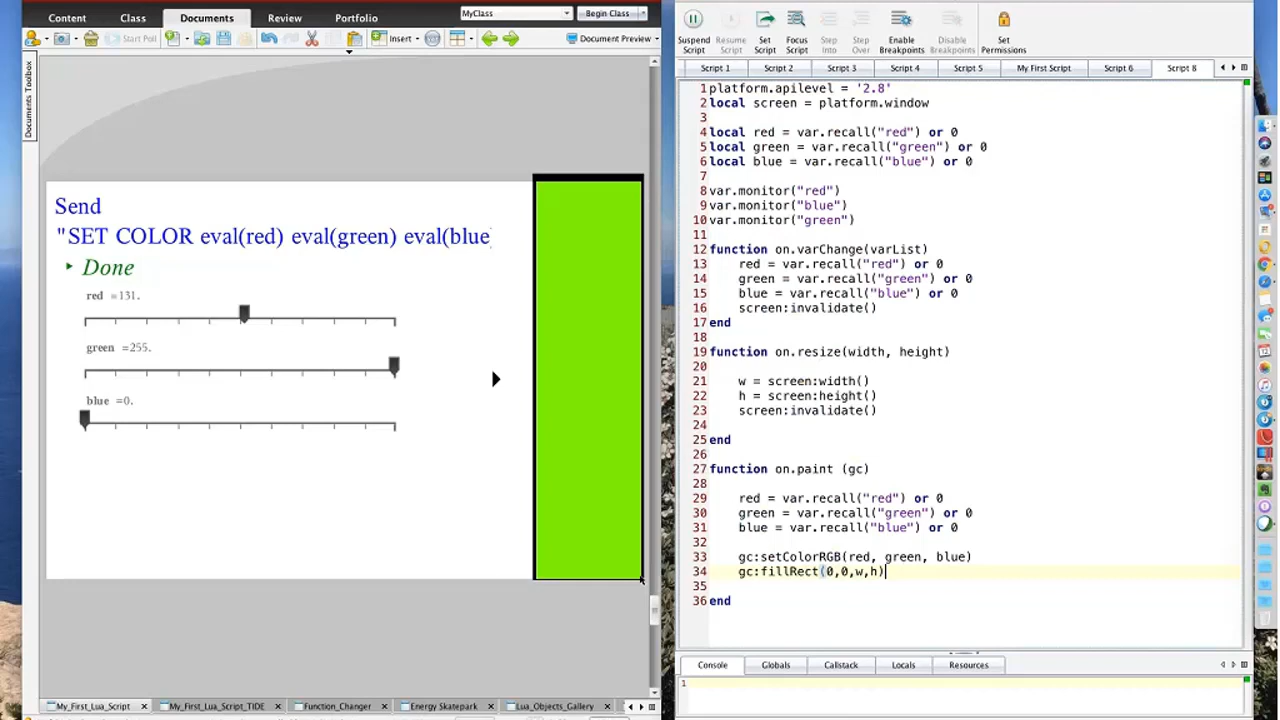 Content Class Documents Review Portfolio MyClass Begin Class
Start Poll Insert Document Preview
Documents Toolbox
Send
"SET COLOR eval(red) eval(green) eval(blue
Done
red =131.
green =255.
blue =0.
My_First_Lua_Script My_First_Lua_Script_TIDE Function_Changer Energy Skatepark Lua_Objects_Gallery
Suspend Script Resume Script Set Script Focus Script Step Into Step Over Enable Breakpoints Disable Breakpoints Set Permissions
Script 1 Script 2 Script 3 Script 4 Script 5 My First Script Script 6 Script 8
1 platform.apilevel = '2.8'
2 local screen = platform.window
3
4 local red = var.recall("red") or 0
5 local green = var.recall("green") or 0
6 local blue = var.recall("blue") or 0
7
8 var.monitor("red")
9 var.monitor("blue")
10 var.monitor("green")
11
12 function on.varChange(varList)
13 red = var.recall("red") or 0
14 green = var.recall("green") or 0
15 blue = var.recall("blue") or 0
16 screen:invalidate()
17 end
18
19 function on.resize(width, height)
20
21 w = screen:width()
22 h = screen:height()
23 screen:invalidate()
24
25 end
26
27 function on.paint (gc)
28
29 red = var.recall("red") or 0
30 green = var.recall("green") or 0
31 blue = var.recall("blue") or 0
32
33 gc:setColorRGB(red, green, blue)
34 gc:fillRect(0,0,w,h)
35
36 end
Console Globals Callstack Locals Resources
1